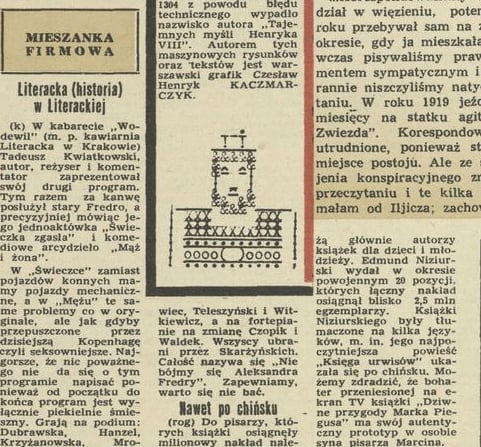 MIESZANKA
FIRMOWA
Literacka (historia)
w Literackiej
(k) W kabarecie „Wo-
dewil" (m. p. kawiarnia
Literacka w Krakowie)
Tadeusz Kwiatkowski,
autor, reżyser i komen-
tator zaprezentował
swój drugi program.
Tym razem za kanwę
posłużył stary Fredro, a
precyzyjniej mówiąc je-
go jednoaktówka „Świe-
czka zgasła" i kome-
diowe arcydzieło „Mąż
i żona".
W „Świeczce" zamiast
pojazdów konnych ma-
my pojazdy mechanicz-
ne, a w „Mężu" te sa-
me problemy co w ory-
ginale, ale jak gdyby
przepuszczone przez
dzisiejszą Kopenhagę
czyli seksowniejsze. Naj-
gorsze, że nic poważne-
go nie da się o tym
programie napisać po-
nieważ od początku do
końca program jest wy-
łącznie piekielnie śmie-
szny. Grają na podium:
Dubrawska, Hanzel,
Krzyżanowska, Mro-
1304 z powodu błędu
technicznego wypadło
nazwisko autora „Taje-
mnych myśli Henryka
VIII". Autorem tych
maszynowych rysunków
oraz tekstów jest war-
szawski grafik Czesław
Henryk KACZMAR-
CZYK.
wiec, Teleszyński i Wit-
kiewicz, a na fortepia-
nie na zmianę Czopik i
Waldek. Wszyscy ubra-
ni przez Skarżyńskich.
Całość nazywa się „Nie
bójmy się Aleksandra
Fredry". Zapewniamy,
warto się nie bać.
Nawet po chińsku
(rog) Do pisarzy, któ-
rych książki osiągnęły
milionowy nakład nale-
dział w więzieniu, poten
roku przebywał sam na z
okresie, gdy ja mieszkała
wczas pisywaliśmy praw
mentem sympatycznym i
rannie niszczyliśmy naty
taniu. W roku 1919 jeźd
miesięcy na statku agit
Zwiezda". Korespondow
utrudnione, ponieważ st
miejsce postoju. Ale ze
jenia konspiracyjnego zn
przeczytaniu i te kilka
małam od Iljicza; zachov
żą głównie autorzy
książek dla dzieci i mło-
dzieży. Edmund Niziur-
ski wydał w okresie
powojennym 20 pozycji,
których łączny nakład
osiągnął blisko 2,5 mln
egzemplarzy. Książki
Niziurskiego były tłu-
maczone na kilka języ-
ków, m. in. jego najpo-
czytniejsza powieść
„Księga urwisów" uka-
zała się po chińsku. Mo-
żemy zdradzić, że boha-
ter przeniesionej na e-
kran TV książki „Dziw-
ne przygody Marka Pie-
gusa" ma swój autenty-
czny prototyp w osobie
syna pisarza, Marcina.